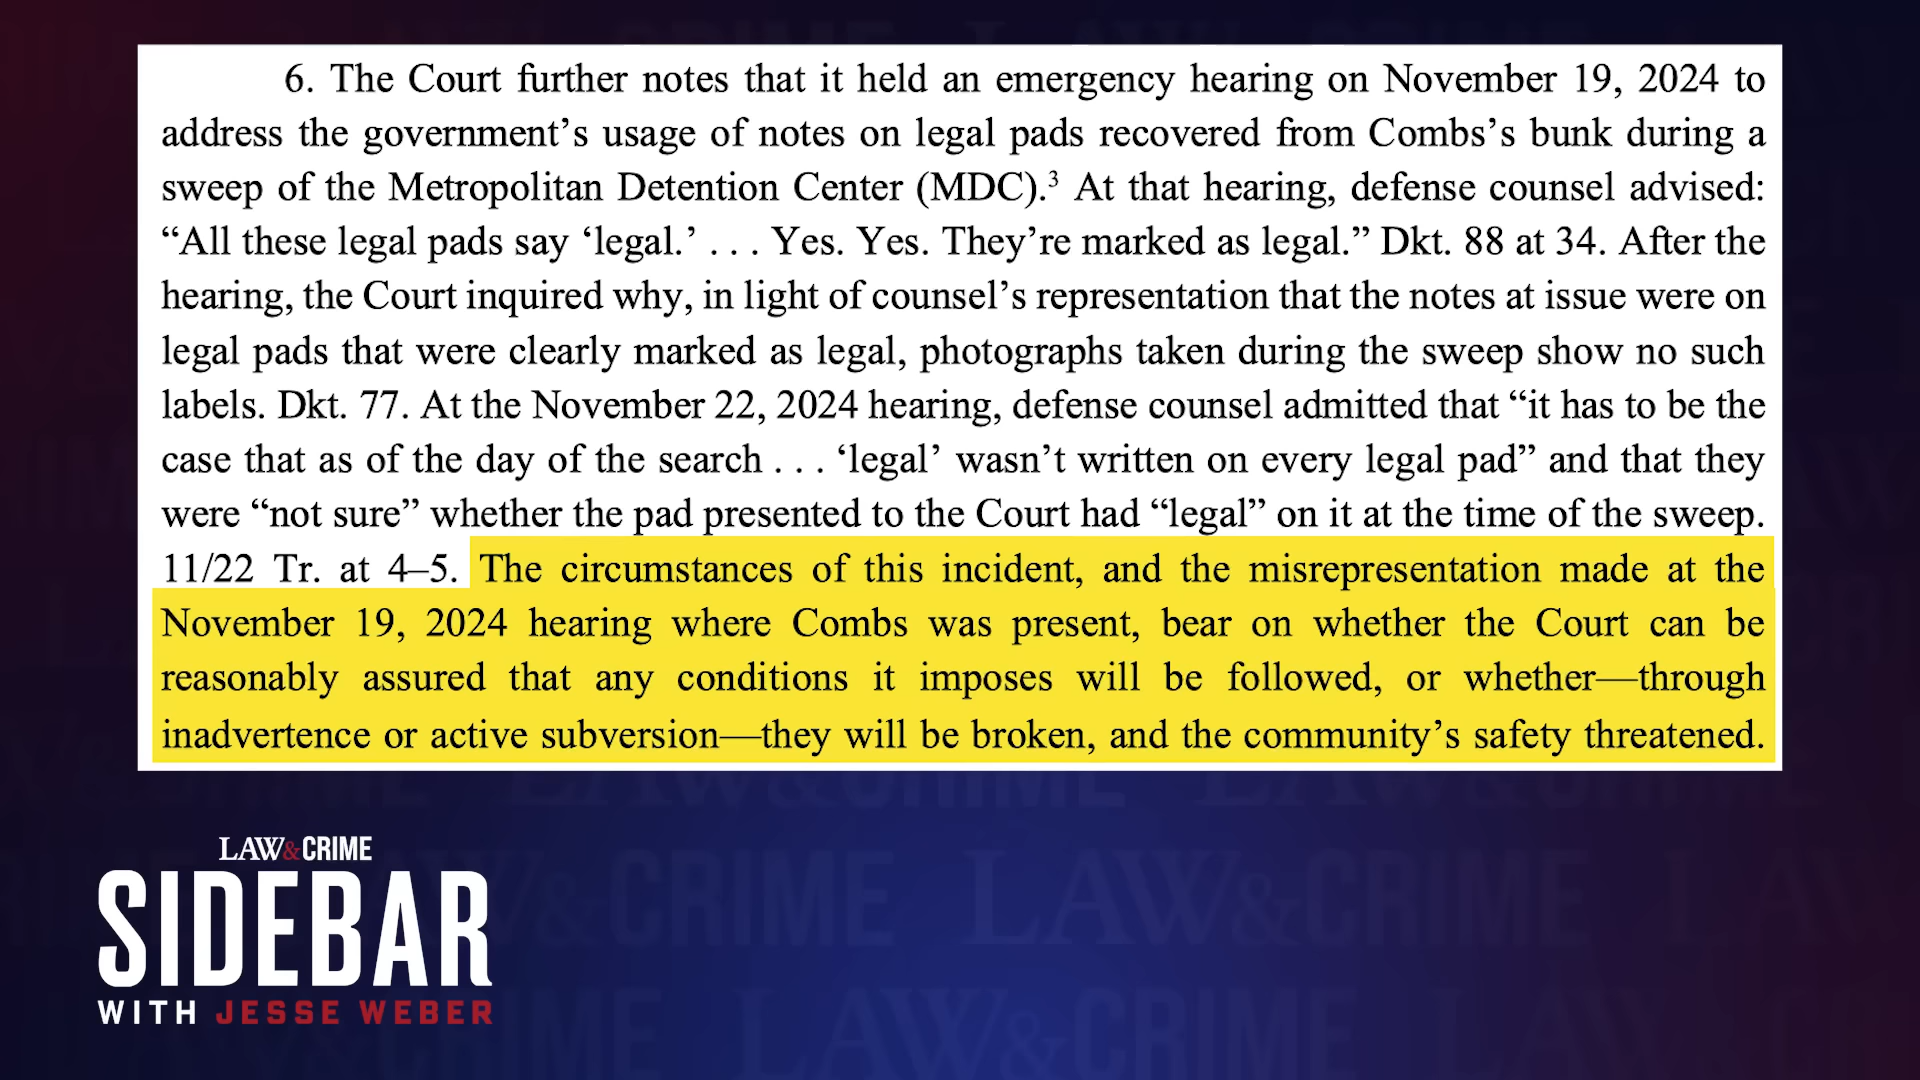 6. The Court further notes that it held an emergency hearing on November 19, 2024 to
address the government’s usage of notes on legal pads recovered from Combs’s bunk during a
sweep of the Metropolitan Detention Center (MDC).³ At that hearing, defense counsel advised:
“All these legal pads say ‘legal.’ . . . Yes. Yes. They’re marked as legal.” Dkt. 88 at 34. After the
hearing, the Court inquired why, in light of counsel’s representation that the notes at issue were on
legal pads that were clearly marked as legal, photographs taken during the sweep show no such
labels. Dkt. 77. At the November 22, 2024 hearing, defense counsel admitted that “it has to be the
case that as of the day of the search . . . ‘legal’ wasn’t written on every legal pad” and that they
were “not sure” whether the pad presented to the Court had “legal” on it at the time of the sweep.
11/22 Tr. at 4–5. The circumstances of this incident, and the misrepresentation made at the
November 19, 2024 hearing where Combs was present, bear on whether the Court can be
reasonably assured that any conditions it imposes will be followed, or whether—through
inadvertence or active subversion—they will be broken, and the community’s safety threatened.
LAW&CRIME
SIDEBAR
WITH JESSE WEBER
LAW&CRIME
LAW&CRIME